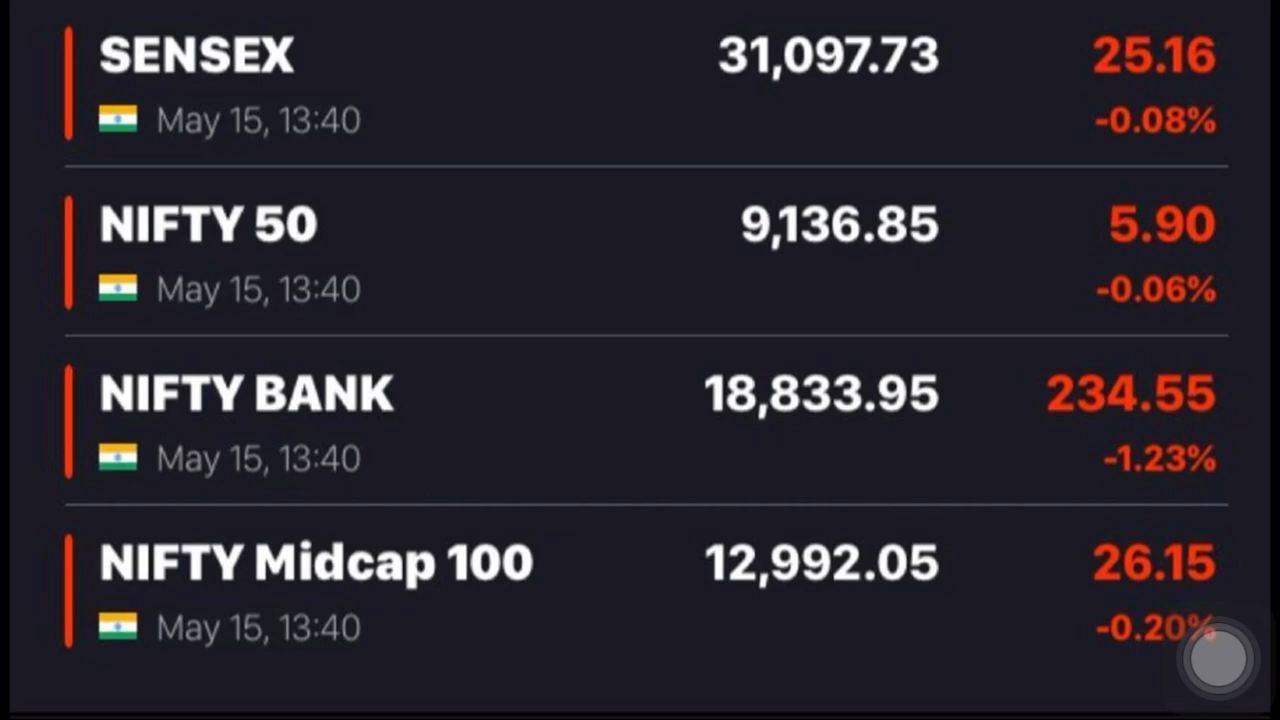 SENSEX 31,097.73 25.16
May 15, 13:40 -0.08%
NIFTY 50 9,136.85 5.90
May 15, 13:40 -0.06%
NIFTY BANK 18,833.95 234.55
May 15, 13:40 -1.23%
NIFTY Midcap 100 12,992.05 26.15
May 15, 13:40 -0.20%